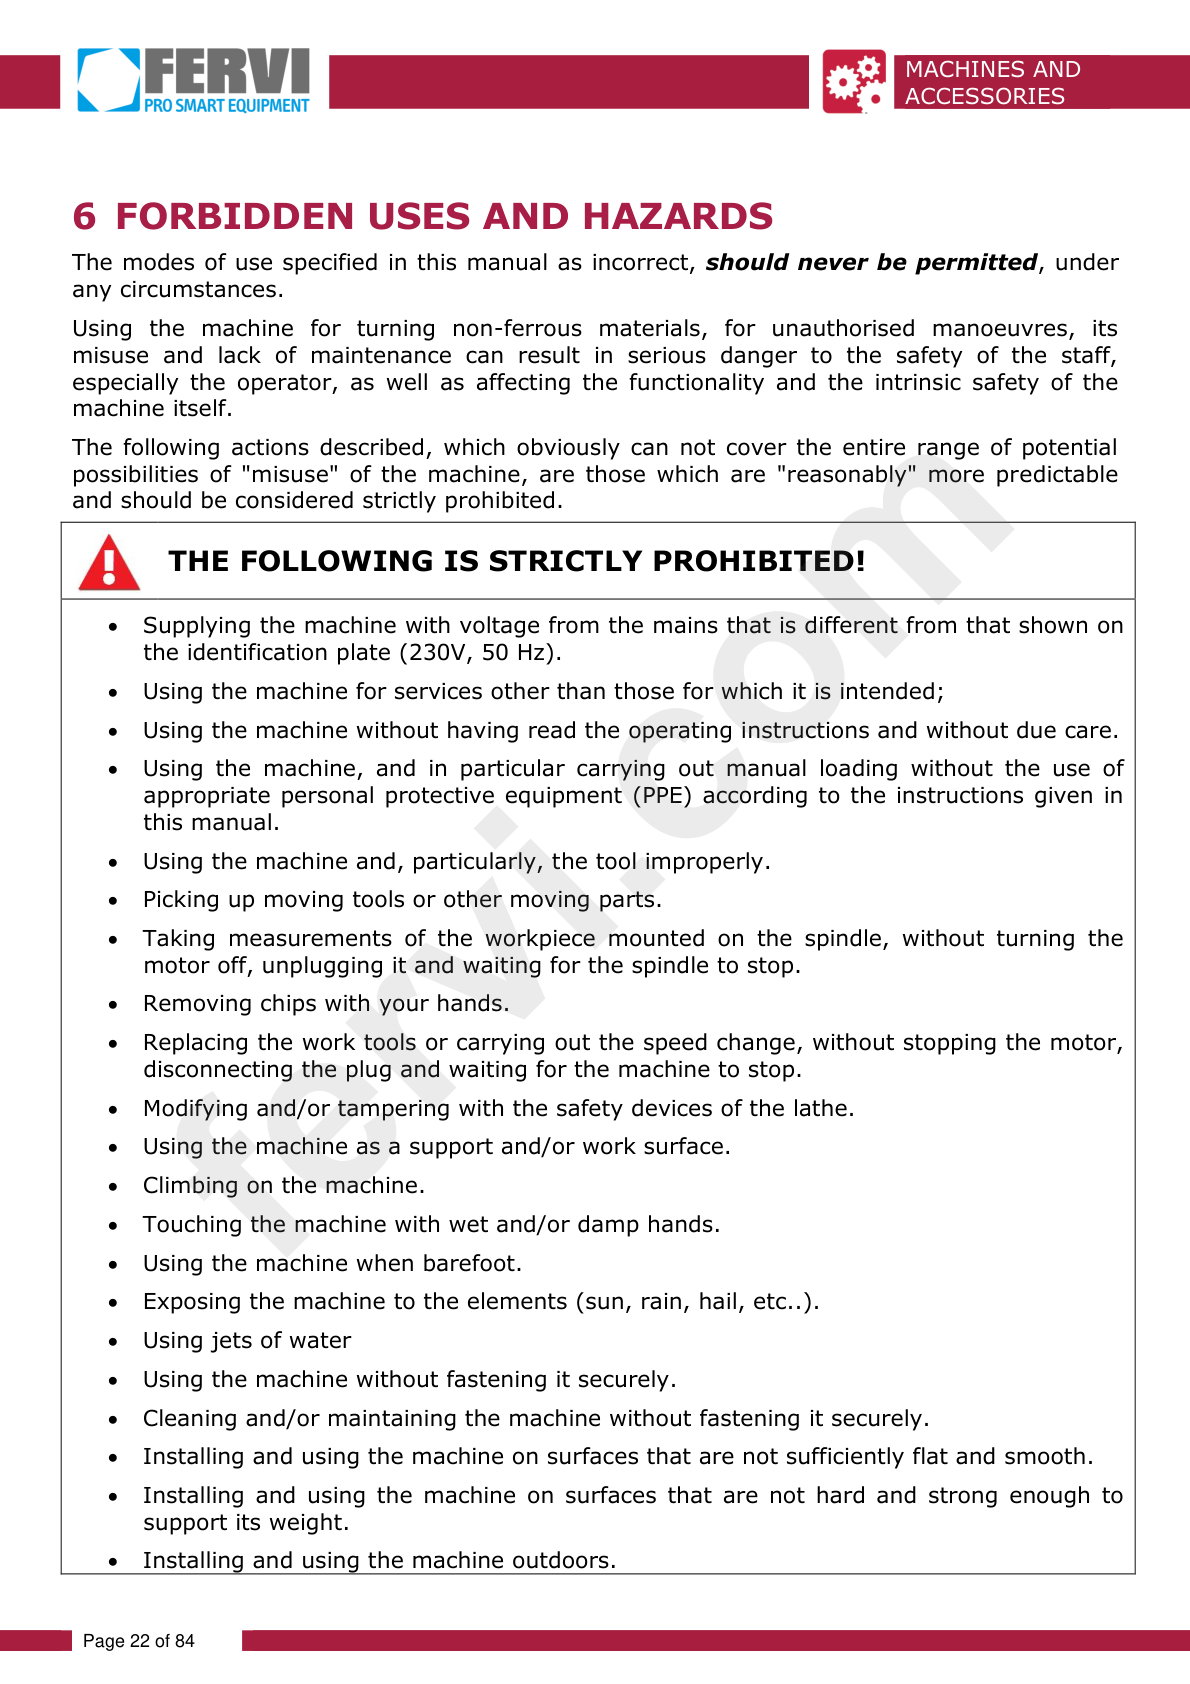 FERVI
PRO SMART EQUIPMENT
MACHINES AND
ACCESSORIES
6 FORBIDDEN USES AND HAZARDS
The modes of use specified in this manual as incorrect, should never be permitted, under
any circumstances.
Using the machine for turning non-ferrous materials, for unauthorised manoeuvres, its
misuse and lack of maintenance can result in serious danger to the safety of the staff,
especially the operator, as well as affecting the functionality and the intrinsic safety of the
machine itself.
The following actions described, which obviously can not cover the entire range of potential
possibilities of "misuse" of the machine, are those which are "reasonably" more predictable
and should be considered strictly prohibited.
THE FOLLOWING IS STRICTLY PROHIBITED!
• Supplying the machine with voltage from the mains that is different from that shown on
the identification plate (230V, 50 Hz).
• Using the machine for services other than those for which it is intended;
• Using the machine without having read the operating instructions and without due care.
• Using the machine, and in particular carrying out manual loading without the use of
appropriate personal protective equipment (PPE) according to the instructions given in
this manual.
• Using the machine and, particularly, the tool improperly.
• Picking up moving tools or other moving parts.
• Taking measurements of the workpiece mounted on the spindle, without turning the
motor off, unplugging it and waiting for the spindle to stop.
• Removing chips with your hands.
• Replacing the work tools or carrying out the speed change, without stopping the motor,
disconnecting the plug and waiting for the machine to stop.
• Modifying and/or tampering with the safety devices of the lathe.
• Using the machine as a support and/or work surface.
• Climbing on the machine.
• Touching the machine with wet and/or damp hands.
• Using the machine when barefoot.
• Exposing the machine to the elements (sun, rain, hail, etc..).
• Using jets of water
• Using the machine without fastening it securely.
• Cleaning and/or maintaining the machine without fastening it securely.
• Installing and using the machine on surfaces that are not sufficiently flat and smooth.
• Installing and using the machine on surfaces that are not hard and strong enough to
support its weight.
• Installing and using the machine outdoors.
fervi.com
Page 22 of 84